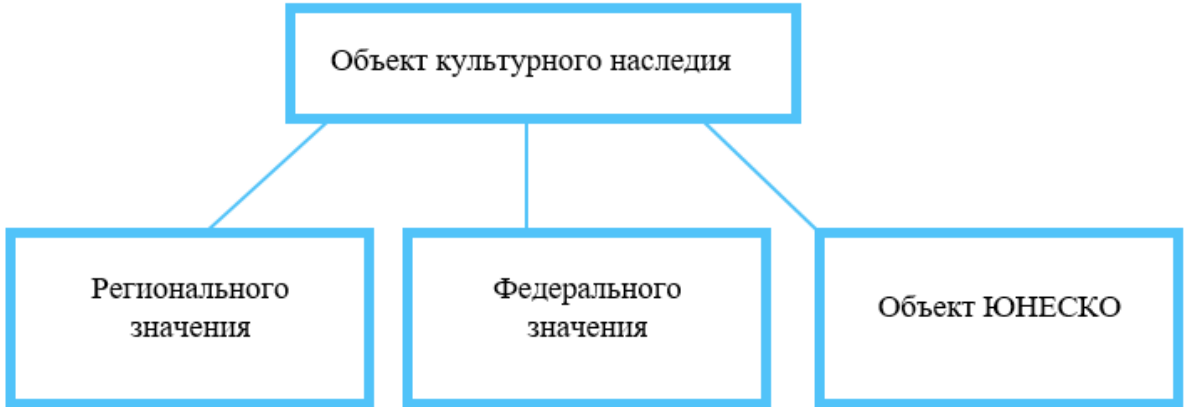 Объект культурного наследия
Регионального
значения
Федерального
значения
Объект ЮНЕСКО